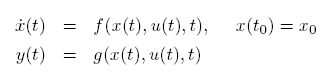 ẋ(t) = f(x(t), u(t), t), x(t₀) = x₀
y(t) = g(x(t), u(t), t)